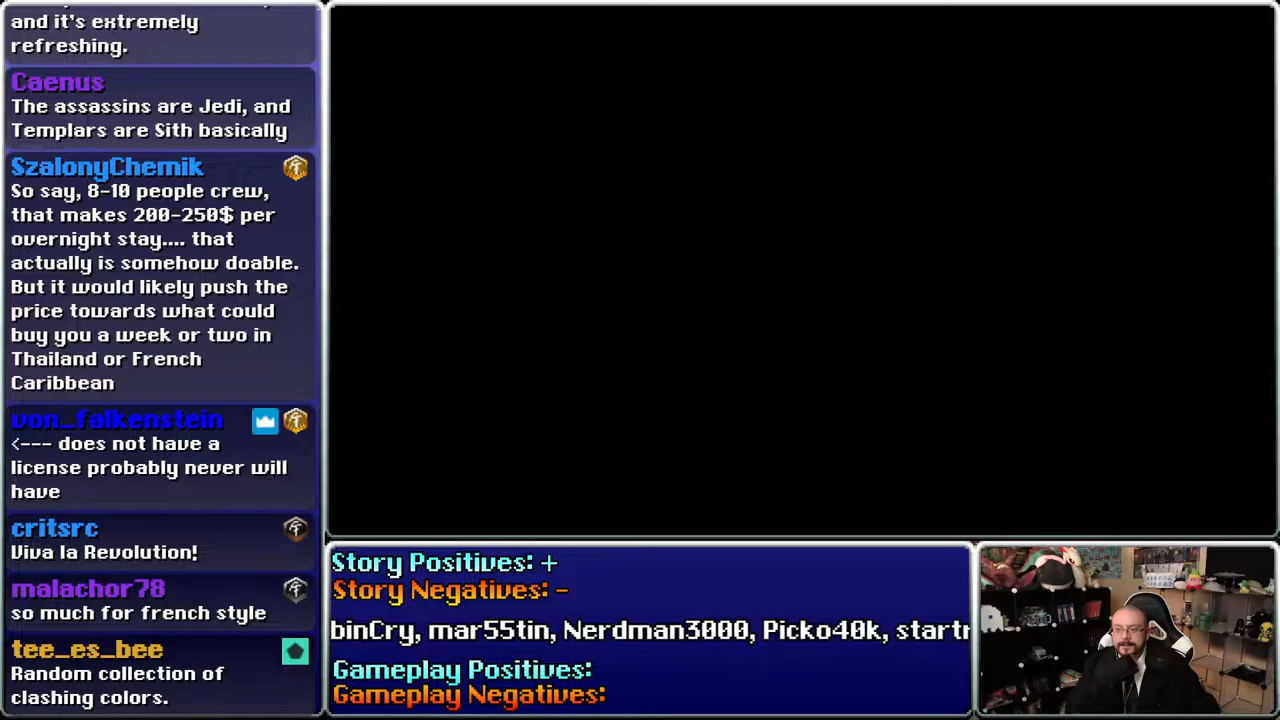 and it's extremely
refreshing.
Caenus
The assassins are Jedi, and
Templars are Sith basically
SzalonyChemik
So say, 8-10 people crew,
that makes 200-250$ per
overnight stay.... that
actually is somehow doable.
But it would likely push the
price towards what could
buy you a week or two in
Thailand or French
Caribbean
von_falkenstein
<--- does not have a
license probably never will
have
critsrc
Viva la Revolution!
malachor78
so much for french style
tee_es_bee
Random collection of
clashing colors.
Story Positives: +
Story Negatives: -
binCry, mar55tin, Nerdman3000, Picko40k, startr
Gameplay Positives:
Gameplay Negatives: